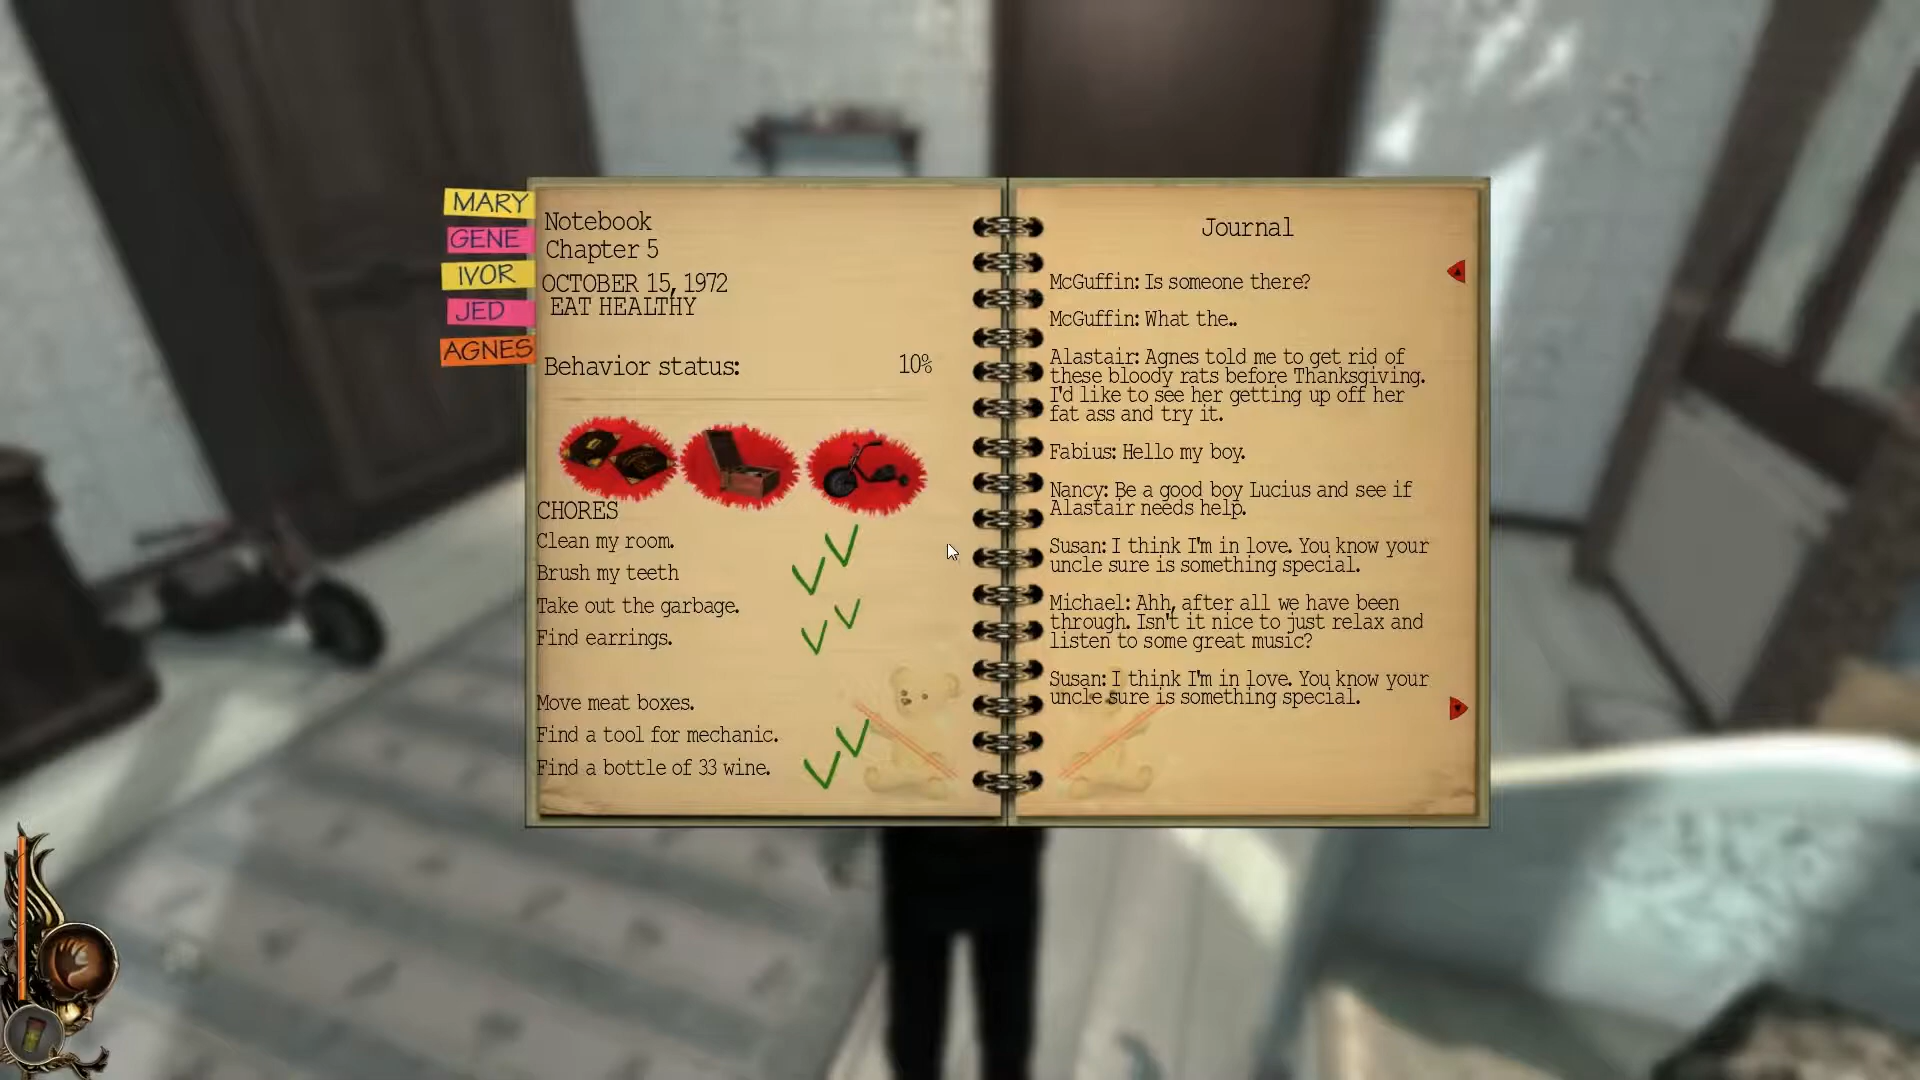 MARY
GENE
IVOR
JED
AGNES
Notebook
Chapter 5
OCTOBER 15, 1972
EAT HEALTHY
Behavior status: 10%
CHORES
Clean my room.
Brush my teeth
Take out the garbage.
Find earrings.
Move meat boxes.
Find a tool for mechanic.
Find a bottle of 33 wine.
Journal
McGuffin: Is someone there?
McGuffin: What the..
Alastair: Agnes told me to get rid of
these bloody rats before Thanksgiving.
I'd like to see her getting up off her
fat ass and try it.
Fabius: Hello my boy.
Nancy: Be a good boy Lucius and see if
Alastair needs help.
Susan: I think I'm in love. You know your
uncle sure is something special.
Michael: Ahh, after all we have been
through. Isn't it nice to just relax and
listen to some great music?
Susan: I think I'm in love. You know your
uncle sure is something special.